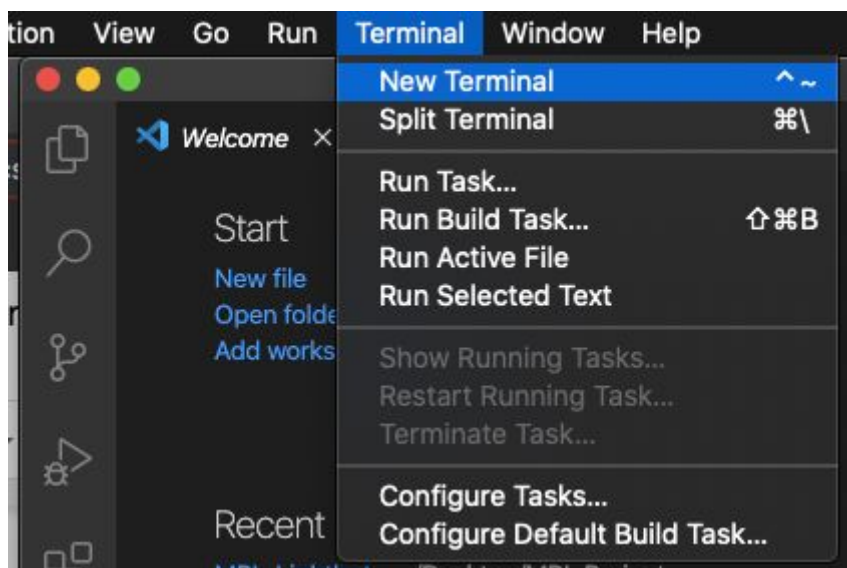 View Go Run Terminal Window Help
Welcome ×
New Terminal ^~
Split Terminal ⌘\
Run Task...
Run Build Task... ⇧⌘B
Run Active File
Run Selected Text
Show Running Tasks...
Restart Running Task...
Terminate Task...
Configure Tasks...
Configure Default Build Task...
Start
New file
Open folde
Add works
Recent